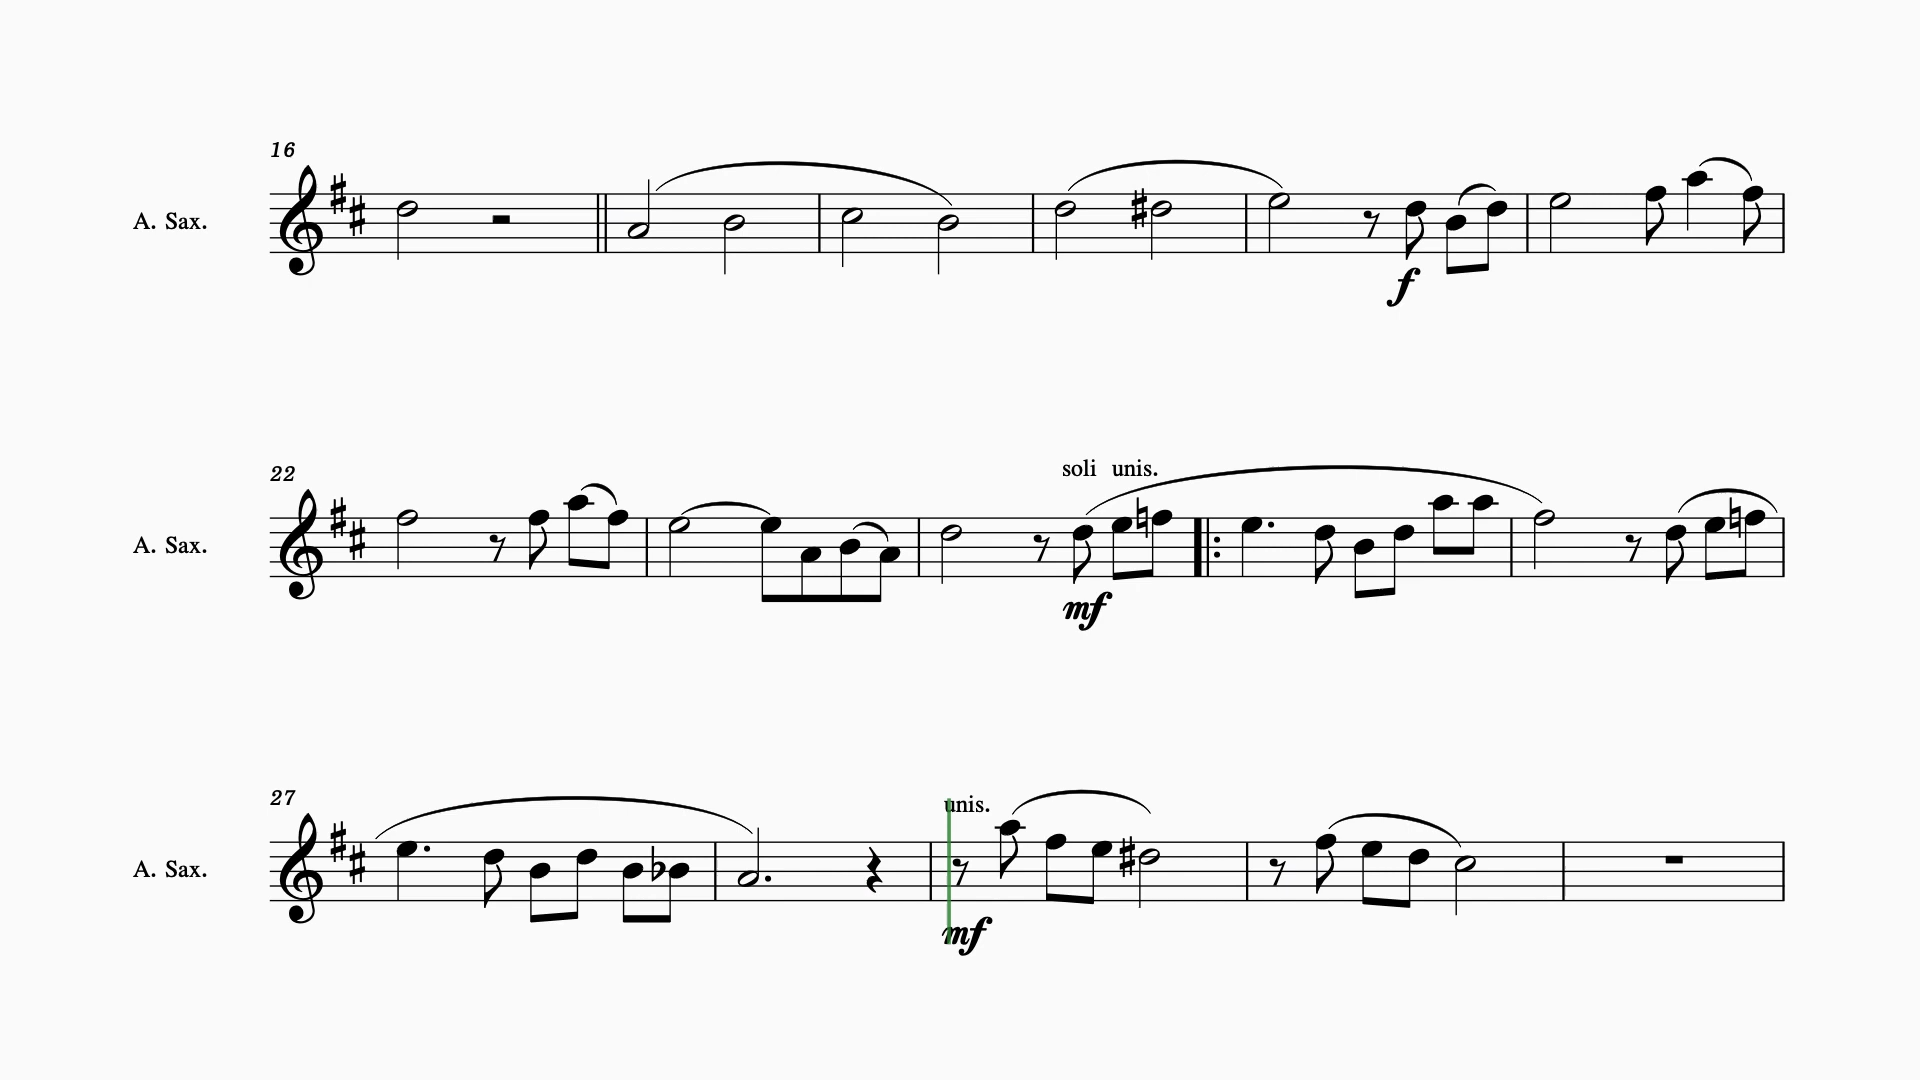 16
A. Sax.
f
soli unis.
22
A. Sax.
mf
27
unis.
A. Sax.
mf